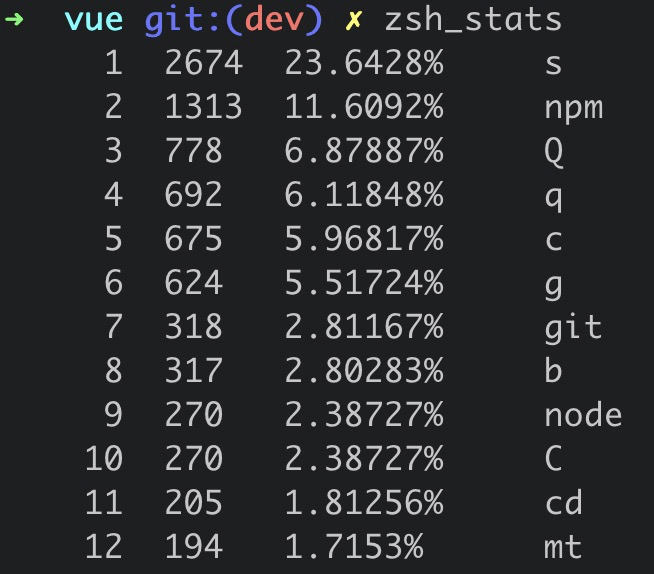 ➜ vue git:(dev) ✗ zsh_stats
1 2674 23.6428% s
2 1313 11.6092% npm
3 778 6.87887% Q
4 692 6.11848% q
5 675 5.96817% c
6 624 5.51724% g
7 318 2.81167% git
8 317 2.80283% b
9 270 2.38727% node
10 270 2.38727% C
11 205 1.81256% cd
12 194 1.7153% mt